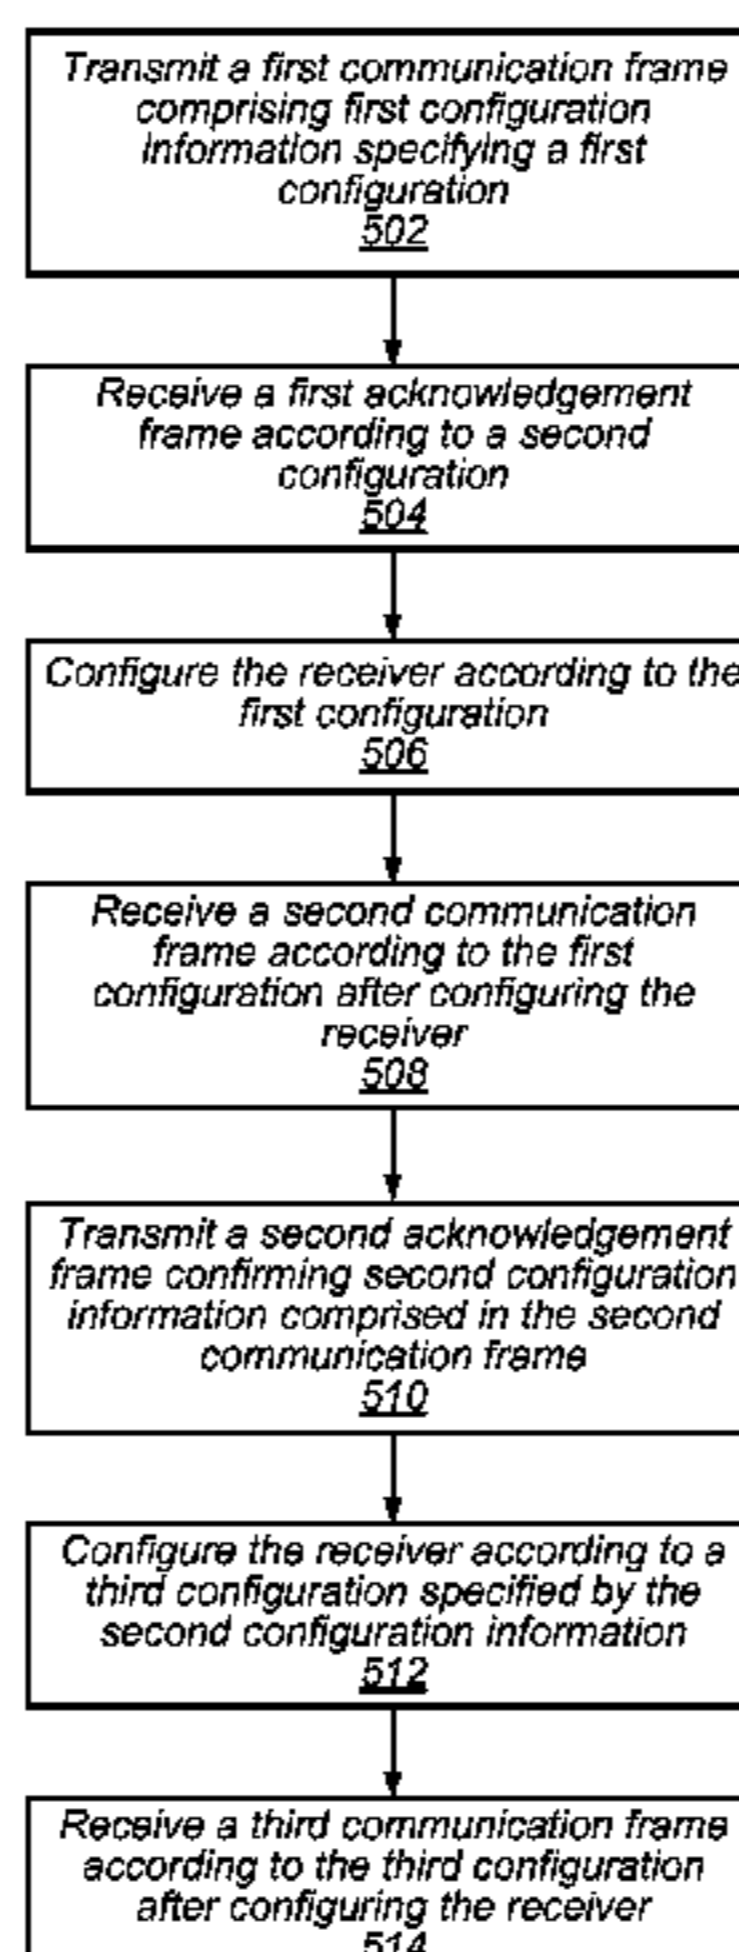 Transmit a first communication frame
comprising first configuration
information specifying a first
configuration
502
Receive a first acknowledgement
frame according to a second
configuration
504
Configure the receiver according to the
first configuration
506
Receive a second communication
frame according to the first
configuration after configuring the
receiver
508
Transmit a second acknowledgement
frame confirming second configuration
information comprised in the second
communication frame
510
Configure the receiver according to a
third configuration specified by the
second configuration information
512
Receive a third communication frame
according to the third configuration
after configuring the receiver
514